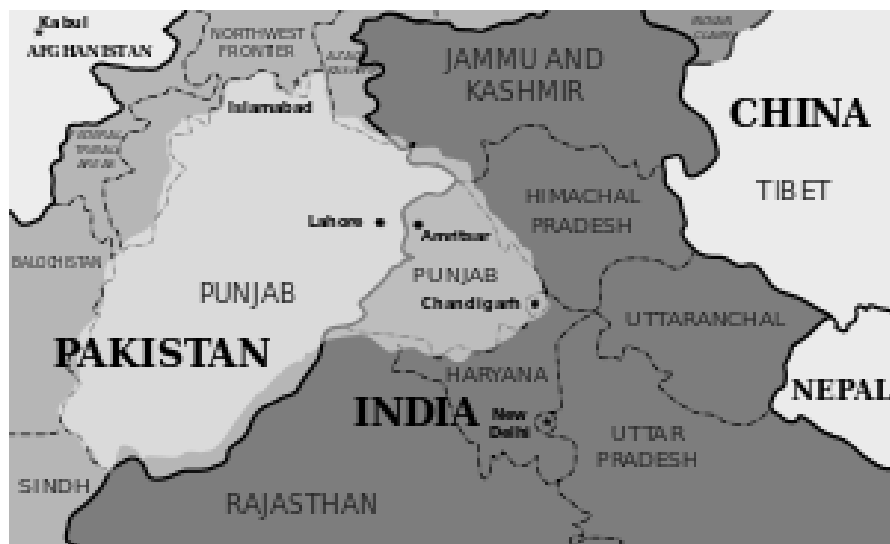 Kabul
AFGHANISTAN
NORTHWEST
FRONTIER
JAMMU AND
KASHMIR
CHINA
Islamabad
TIBET
HIMACHAL
PRADESH
Lahore
Amritsar
BALOCHISTAN
PUNJAB
PUNJAB
Chandigarh
UTTARANCHAL
PAKISTAN
HARYANA
NEPAL
INDIA
New
Delhi
UTTAR
PRADESH
SINDH
RAJASTHAN